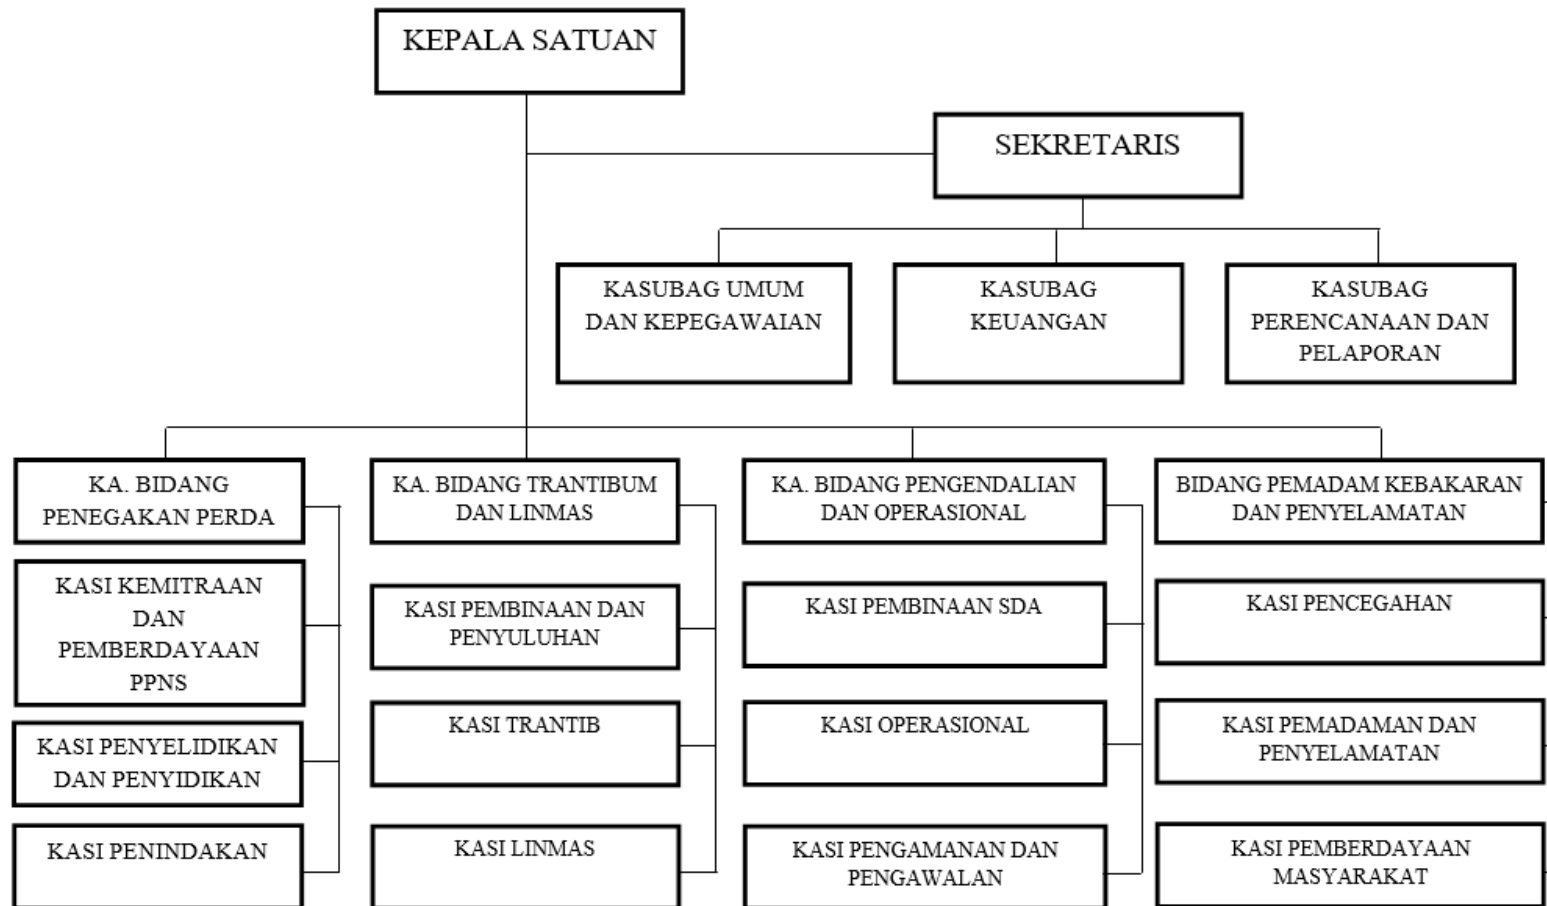 KEPALA SATUAN
SEKRETARIS
KASUBAG UMUM
DAN KEPEGAWAIAN
KASUBAG
KEUANGAN
KASUBAG
PERENCANAAN DAN
PELAPORAN
KA. BIDANG
PENEGAKAN PERDA
KASI KEMITRAAN
DAN
PEMBERDAYAAN
PPNS
KASI PENYELIDIKAN
DAN PENYIDIKAN
KASI PENINDAKAN
KA. BIDANG TRANTIBUM
DAN LINMAS
KASI PEMBINAAN DAN
PENYULUHAN
KASI TRANTIB
KASI LINMAS
KA. BIDANG PENGENDALIAN
DAN OPERASIONAL
KASI PEMBINAAN SDA
KASI OPERASIONAL
KASI PENGAMANAN DAN
PENGAWALAN
BIDANG PEMADAM KEBAKARAN
DAN PENYELAMATAN
KASI PENCEGAHAN
KASI PEMADAMAN DAN
PENYELAMATAN
KASI PEMBERDAYAAN
MASYARAKAT